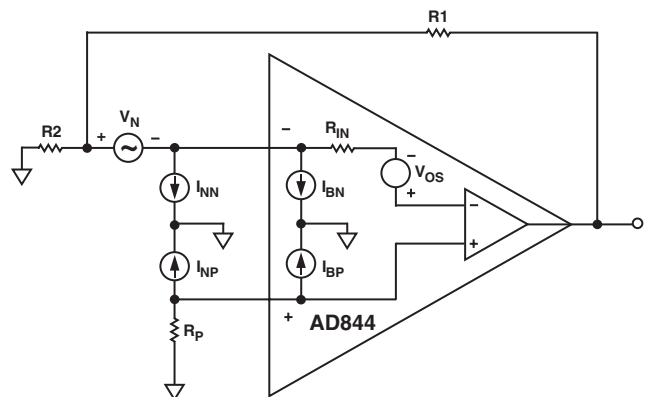 R1
V_N
R2
+
−
−
R_IN
−
V_OS
+
I_NN
I_BN
−
+
I_NP
I_BP
+
AD844
R_P